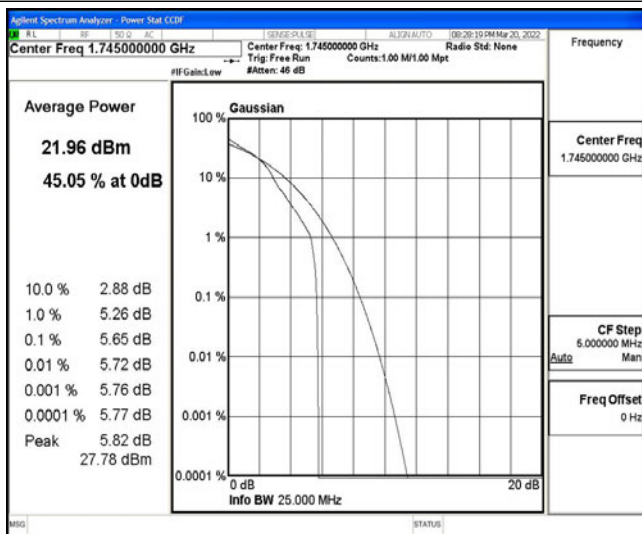 Agilent Spectrum Analyzer - Power Stat CCDF
RL RF 50 Ω AC SENSE:PULSE ALIGN AUTO 08:28:19 PM Mar 20, 2022
Center Freq 1.745000000 GHz
Center Freq: 1.745000000 GHz Radio Std: None
Trig: Free Run Counts:1.00 M/1.00 Mpt
#IFGain:Low #Atten: 46 dB
Frequency
Average Power
21.96 dBm
45.05 % at 0dB
10.0 % 2.88 dB
1.0 % 5.26 dB
0.1 % 5.65 dB
0.01 % 5.72 dB
0.001 % 5.76 dB
0.0001 % 5.77 dB
Peak 5.82 dB
27.78 dBm
Gaussian
100 %
10 %
1 %
0.1 %
0.01 %
0.001 %
0.0001 %
0 dB 20 dB
Info BW 25.000 MHz
Center Freq
1.745000000 GHz
CF Step
5.000000 MHz
Auto Man
Freq Offset
0 Hz
MSG STATUS